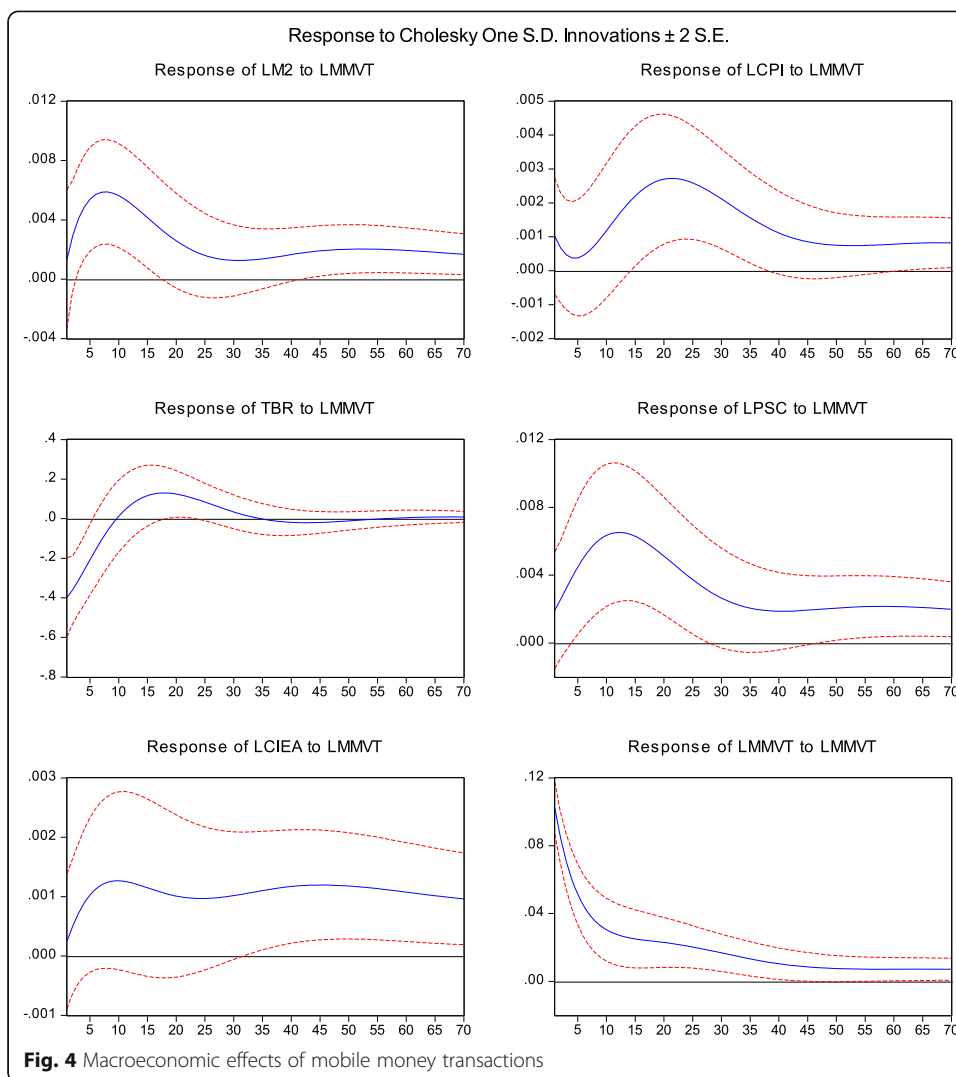 Response to Cholesky One S.D. Innovations ± 2 S.E.
Response of LM2 to LMMVT
.012
.008
.004
.000
-.004
5 10 15 20 25 30 35 40 45 50 55 60 65 70
Response of LCPI to LMMVT
.005
.004
.003
.002
.001
.000
-.001
-.002
5 10 15 20 25 30 35 40 45 50 55 60 65 70
Response of TBR to LMMVT
.4
.2
.0
-.2
-.4
-.6
-.8
5 10 15 20 25 30 35 40 45 50 55 60 65 70
Response of LPSC to LMMVT
.012
.008
.004
.000
5 10 15 20 25 30 35 40 45 50 55 60 65 70
Response of LCIEA to LMMVT
.003
.002
.001
.000
-.001
5 10 15 20 25 30 35 40 45 50 55 60 65 70
Response of LMMVT to LMMVT
.12
.08
.04
.00
5 10 15 20 25 30 35 40 45 50 55 60 65 70
Fig. 4 Macroeconomic effects of mobile money transactions